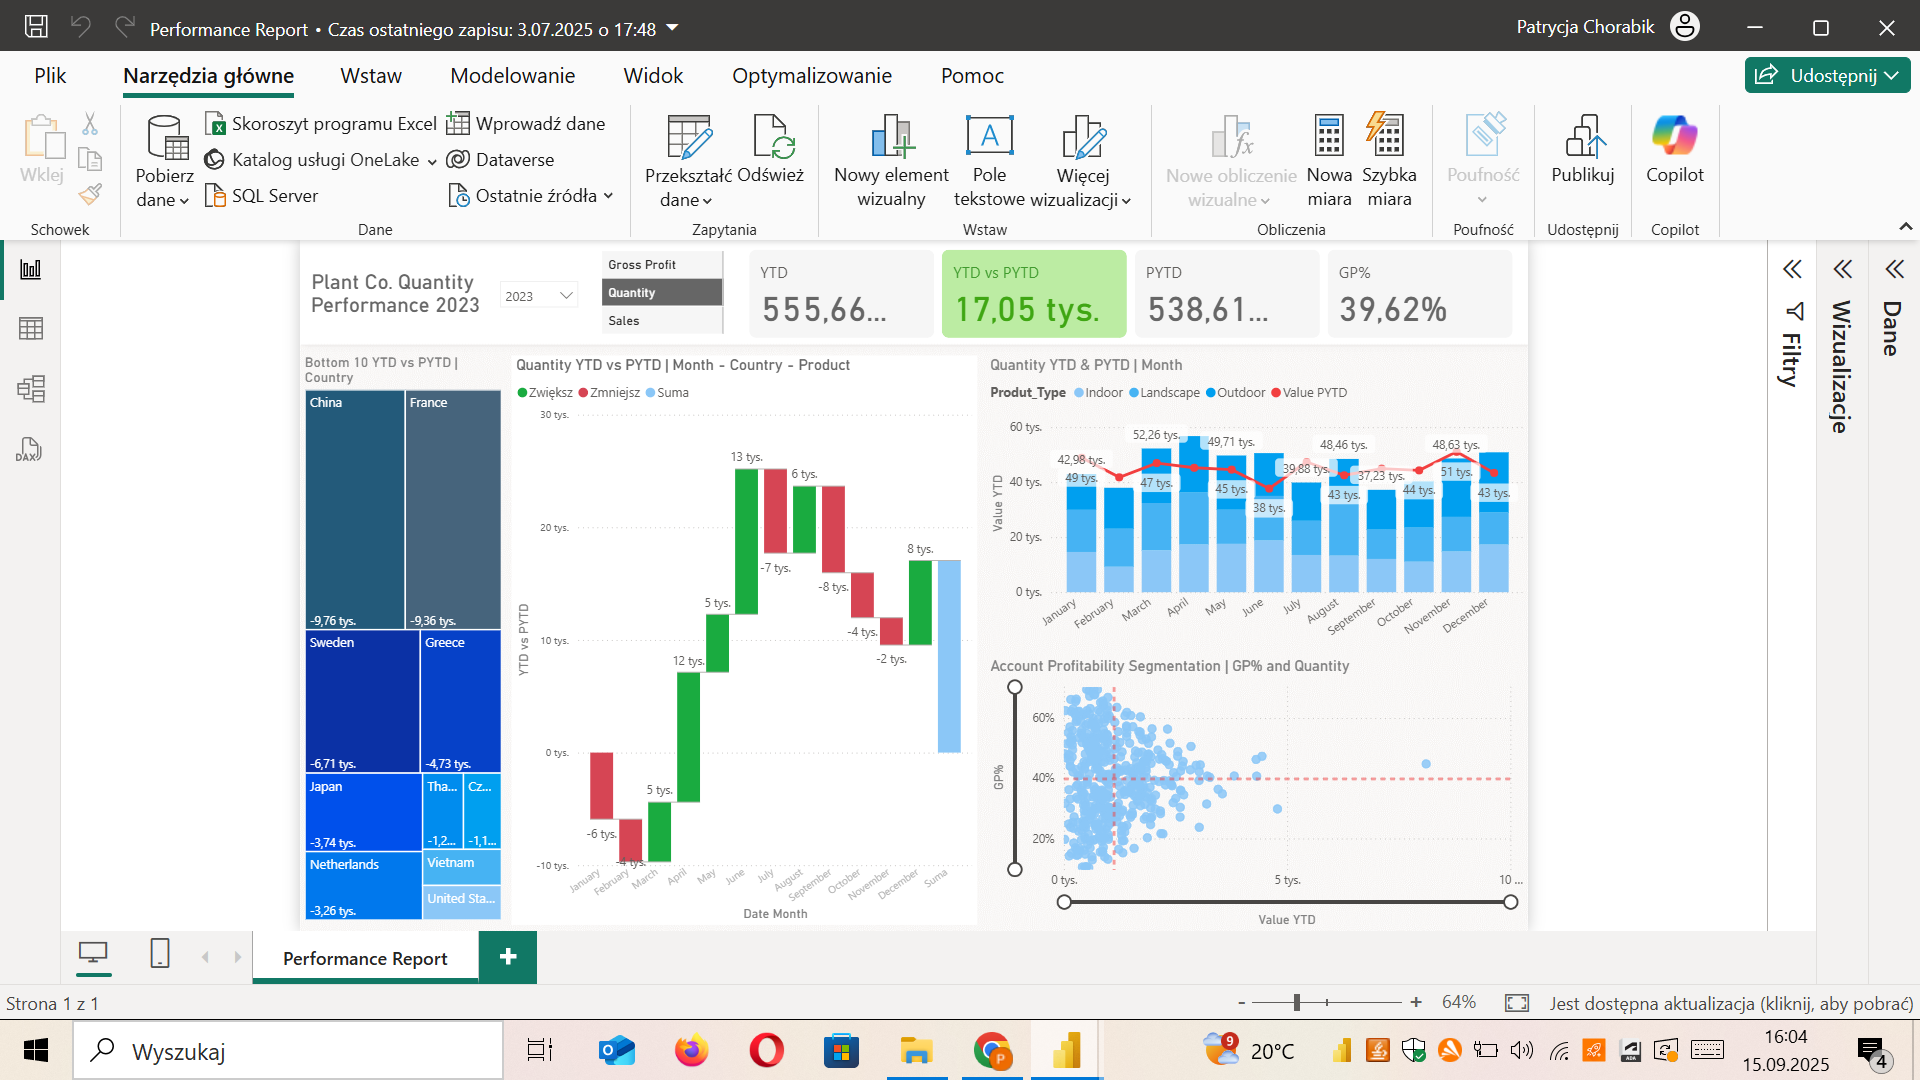 Performance Report • Czas ostatniego zapisu: 3.07.2025 o 17:48
Patrycja Chorabik
Plik
Narzędzia główne
Wstaw
Modelowanie
Widok
Optymalizowanie
Pomoc
Udostępnij
Wklej
Schowek
Pobierz dane
Skoroszyt programu Excel
Katalog usługi OneLake
SQL Server
Wprowadź dane
Dataverse
Ostatnie źródła
Dane
Przekształć dane
Odśwież
Zapytania
Nowy element wizualny
Pole tekstowe
Więcej wizualizacji
Wstaw
Nowe obliczenie wizualne
Nowa miara
Szybka miara
Obliczenia
Poufność
Poufność
Publikuj
Udostępnij
Copilot
Copilot
Plant Co. Quantity
Performance 2023
2023
Gross Profit
Quantity
Sales
YTD
555,66...
YTD vs PYTD
17,05 tys.
PYTD
538,61...
GP%
39,62%
Filtry
Wizualizacje
Dane
Bottom 10 YTD vs PYTD |
Country
China
-9,76 tys.
France
-9,36 tys.
Sweden
-6,71 tys.
Greece
-4,73 tys.
Japan
-3,74 tys.
Tha...
-1,2...
Cz...
-1,1...
Netherlands
-3,26 tys.
Vietnam
United Sta...
Quantity YTD vs PYTD | Month - Country - Product
Zwiększ Zmniejsz Suma
30 tys.
20 tys.
10 tys.
0 tys.
-10 tys.
YTD vs PYTD
-6 tys.
-4 tys.
5 tys.
12 tys.
5 tys.
13 tys.
-7 tys.
6 tys.
-8 tys.
-4 tys.
-2 tys.
8 tys.
January
February
March
April
May
June
July
August
September
October
November
December
Suma
Date Month
Quantity YTD & PYTD | Month
Produt_Type Indoor Landscape Outdoor Value PYTD
60 tys.
40 tys.
20 tys.
0 tys.
Value YTD
42,98 tys.
52,26 tys.
49,71 tys.
39,88 tys.
48,46 tys.
37,23 tys.
48,63 tys.
49 tys.
47 tys.
45 tys.
38 tys.
43 tys.
44 tys.
51 tys.
43 tys.
January
February
March
April
May
June
July
August
September
October
November
December
Account Profitability Segmentation | GP% and Quantity
60%
40%
20%
GP%
0 tys.
5 tys.
10 ...
Value YTD
Performance Report
Strona 1 z 1
- + 64%
Jest dostępna aktualizacja (kliknij, aby pobrać)
Wyszukaj
9
20°C
16:04
15.09.2025
4